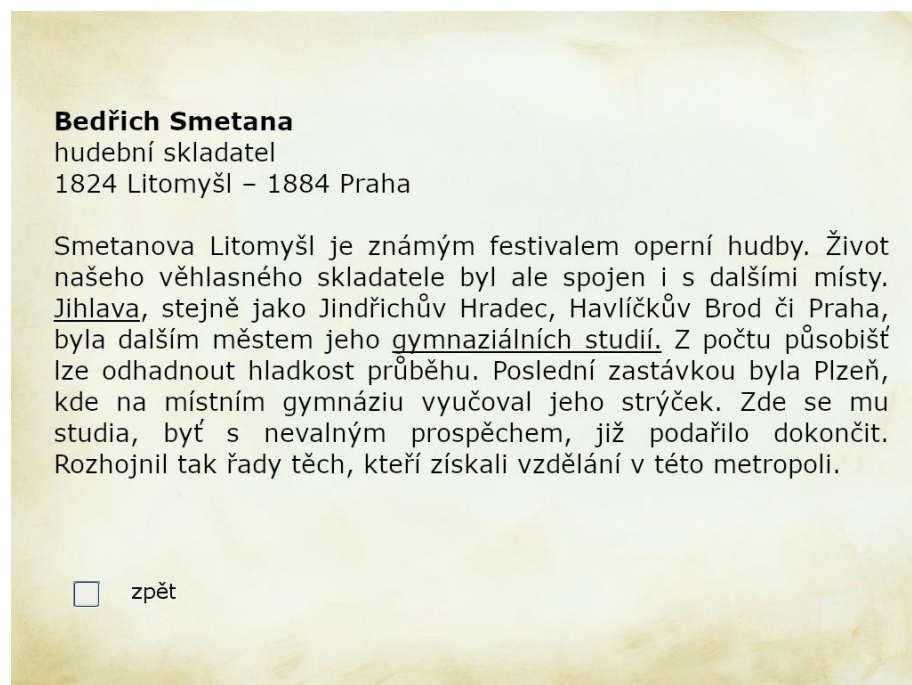 Bedřich Smetana
hudební skladatel
1824 Litomyšl – 1884 Praha
Smetanova Litomyšl je známým festivalem operní hudby. Život
našeho věhlasného skladatele byl ale spojen i s dalšími místy.
Jihlava, stejně jako Jindřichův Hradec, Havlíčkův Brod či Praha,
byla dalším městem jeho gymnaziálních studií. Z počtu působišť
lze odhadnout hladkost průběhu. Poslední zastávkou byla Plzeň,
kde na místním gymnáziu vyučoval jeho strýček. Zde se mu
studia, byť s nevalným prospěchem, již podařilo dokončit.
Rozhojnil tak řady těch, kteří získali vzdělání v této metropoli.
zpět